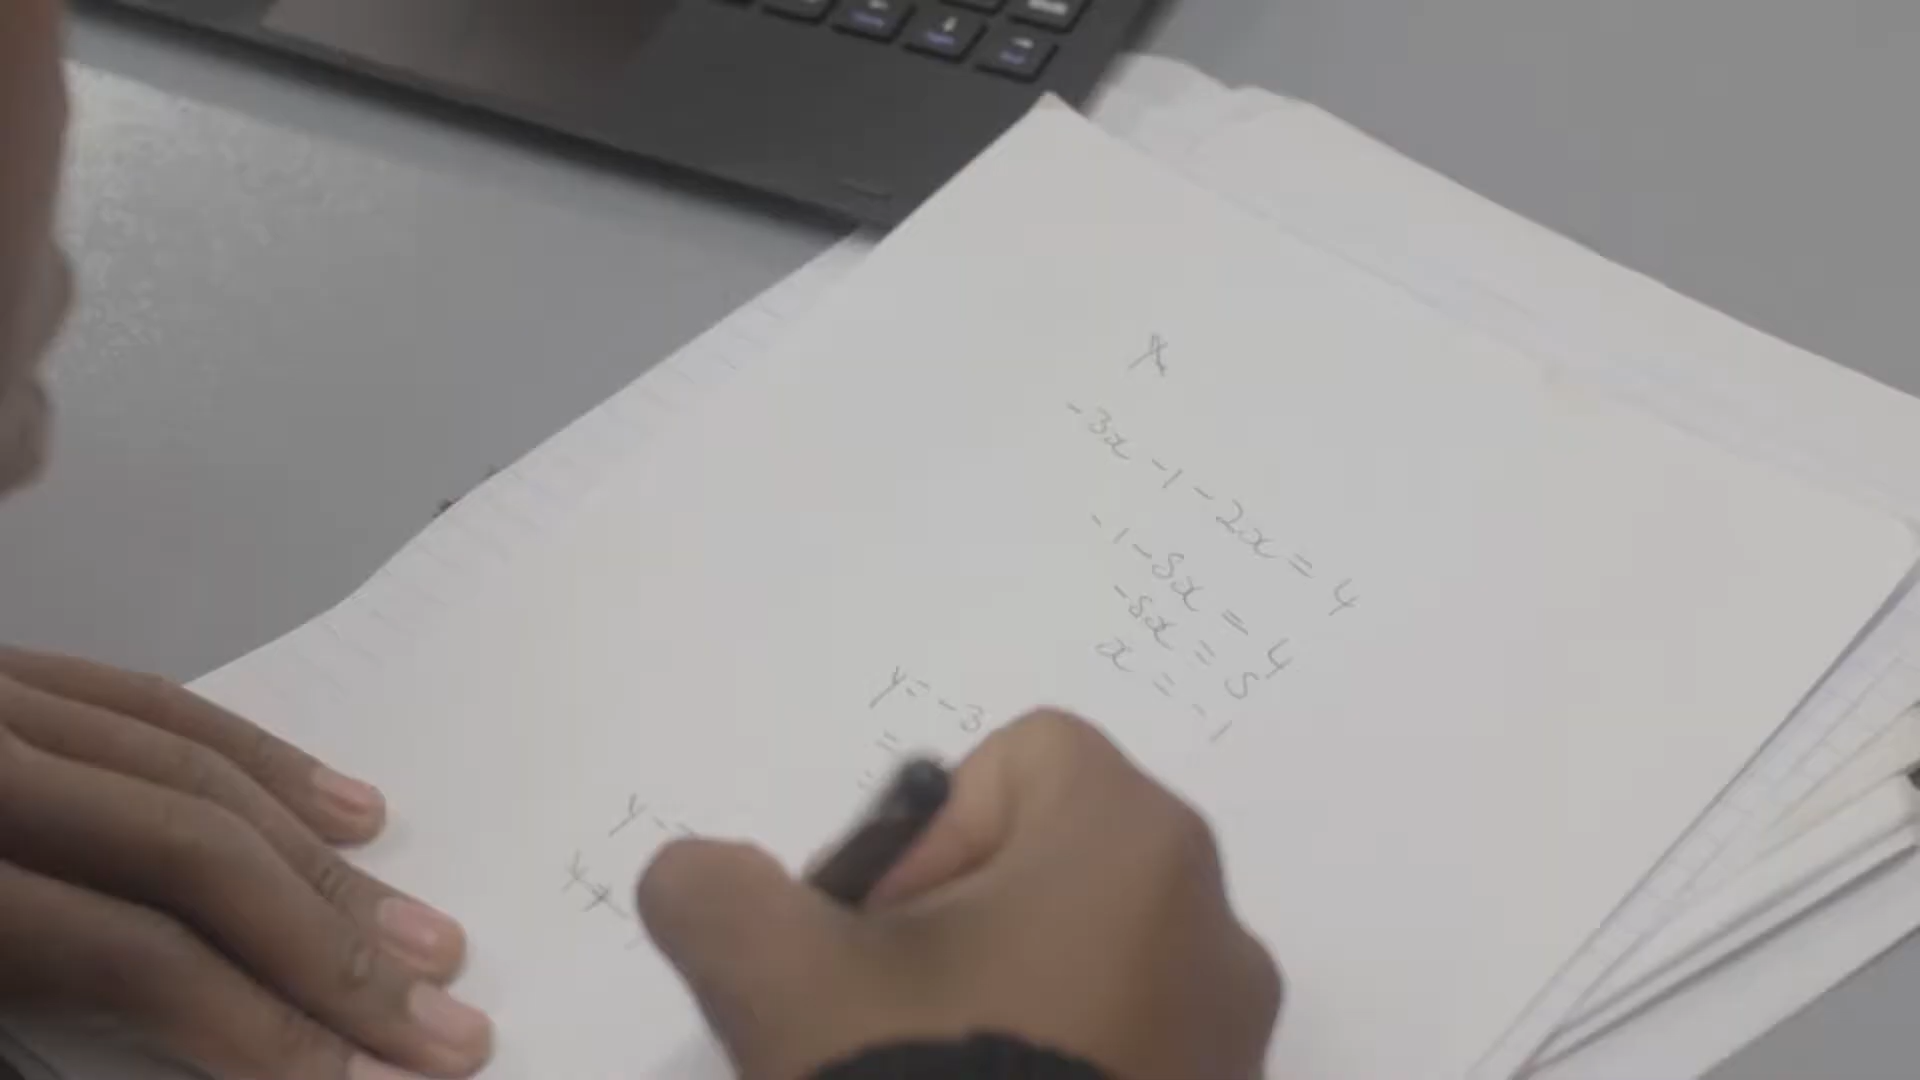 -3x -1 -2x = 4
-1 -5x = 4
-5x = 5
x = -1
y = -3
=
=
y -